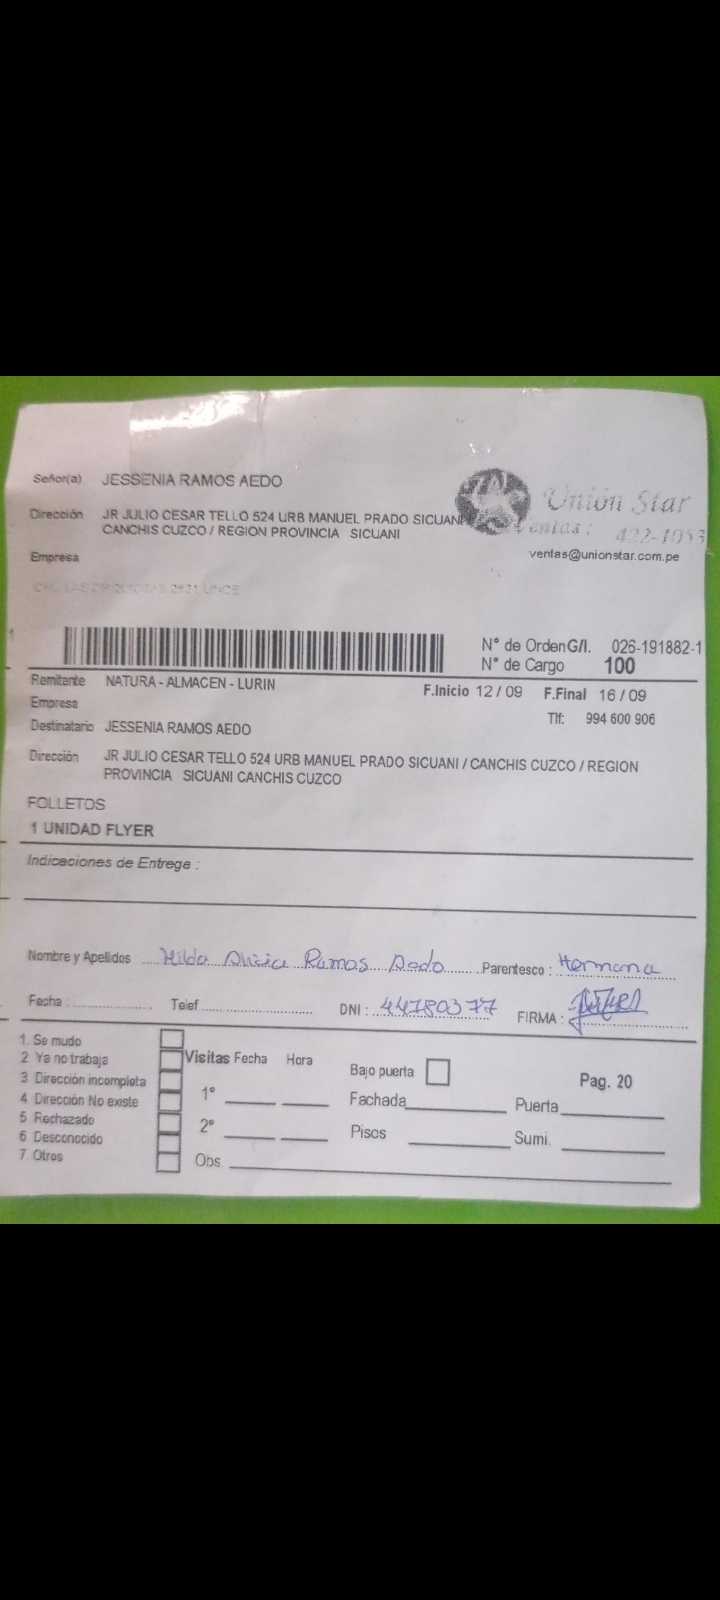 Señor(a) JESSENIA RAMOS AEDO
Dirección JR JULIO CESAR TELLO 524 URB MANUEL PRADO SICUANI
CANCHIS CUZCO / REGION PROVINCIA SICUANI
Empresa
Unión Star
Ventas: 422-1053
ventas@unionstar.com.pe
N° de Orden G/I. 026-191882-1
N° de Cargo 100
Remitente NATURA - ALMACEN - LURIN
F.Inicio 12 / 09 F.Final 16 / 09
Empresa
Tlf: 994 600 906
Destinatario JESSENIA RAMOS AEDO
Dirección JR JULIO CESAR TELLO 524 URB MANUEL PRADO SICUANI / CANCHIS CUZCO / REGION
PROVINCIA SICUANI CANCHIS CUZCO
FOLLETOS
1 UNIDAD FLYER
Indicaciones de Entrega :
Nombre y Apellidos Hilda Ramos Aedo Parentesco : Hermana
Fecha : Telef DNI : 44780377 FIRMA :
1. Se mudo
2 Ya no trabaja
3 Dirección incompleta
4 Dirección No existe
5 Rechazado
6 Desconocido
7 Otros
Visitas Fecha Hora
1°
2°
Obs
Bajo puerta
Fachada
Pisos
Pag. 20
Puerta
Sumi.